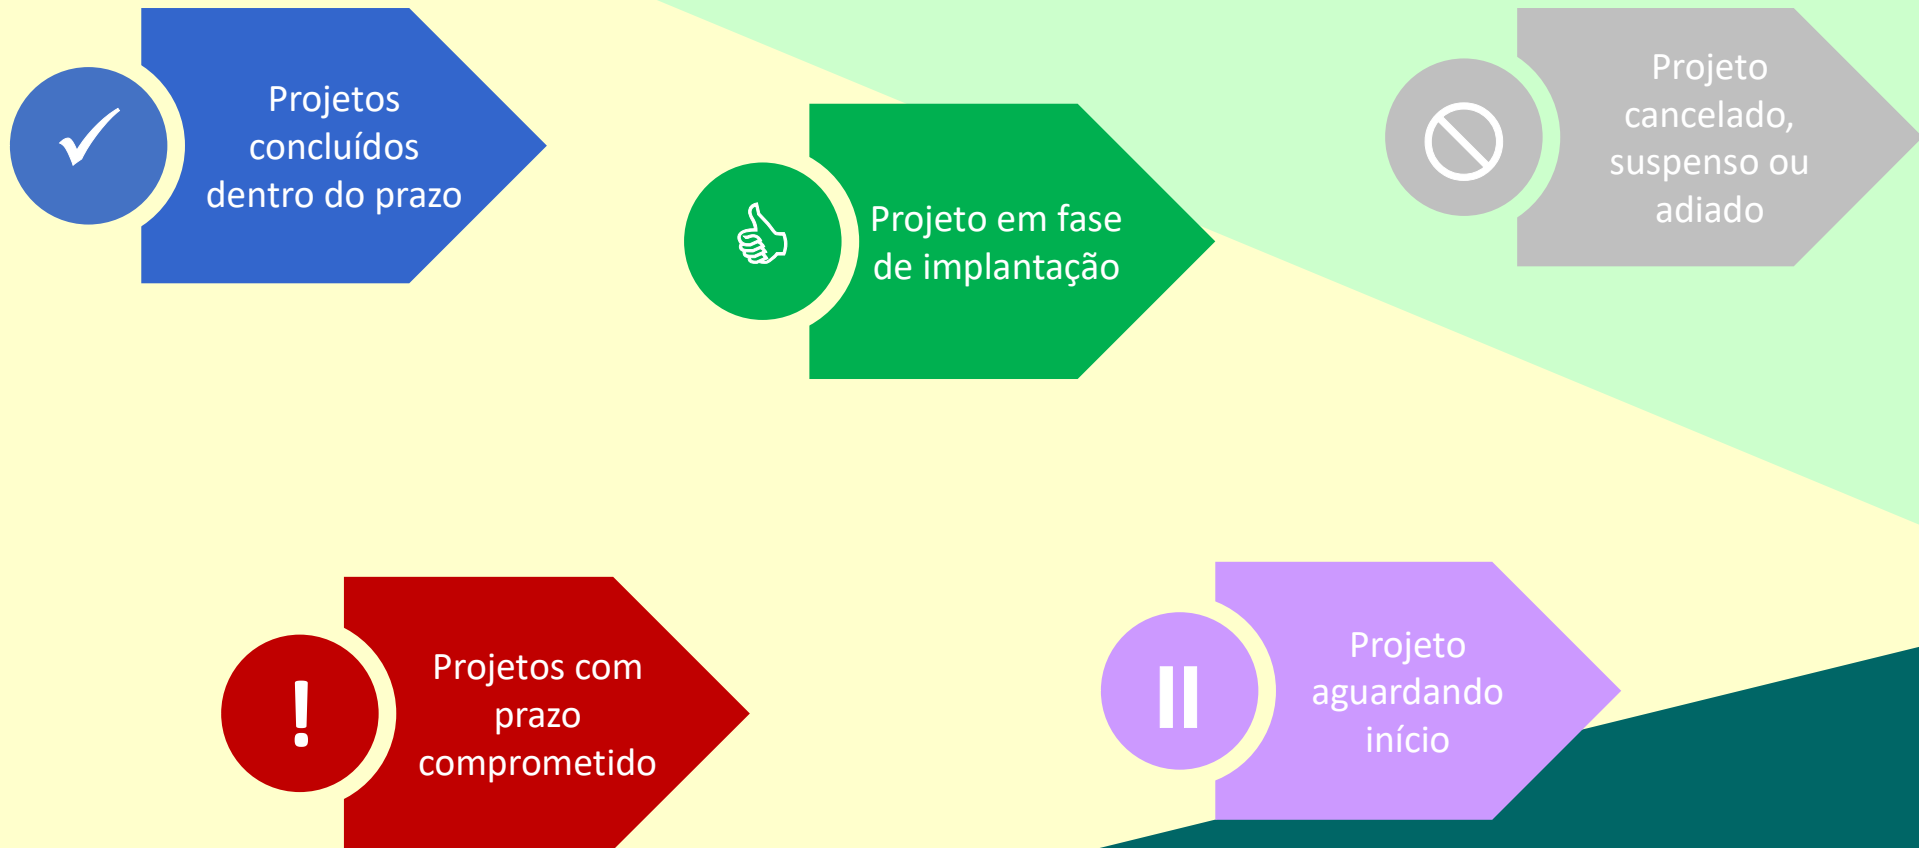 Projetos
concluídos
dentro do prazo
Projeto em fase
de implantação
Projeto
cancelado,
suspenso ou
adiado
!
Projetos com
prazo
comprometido
Projeto
aguardando
início